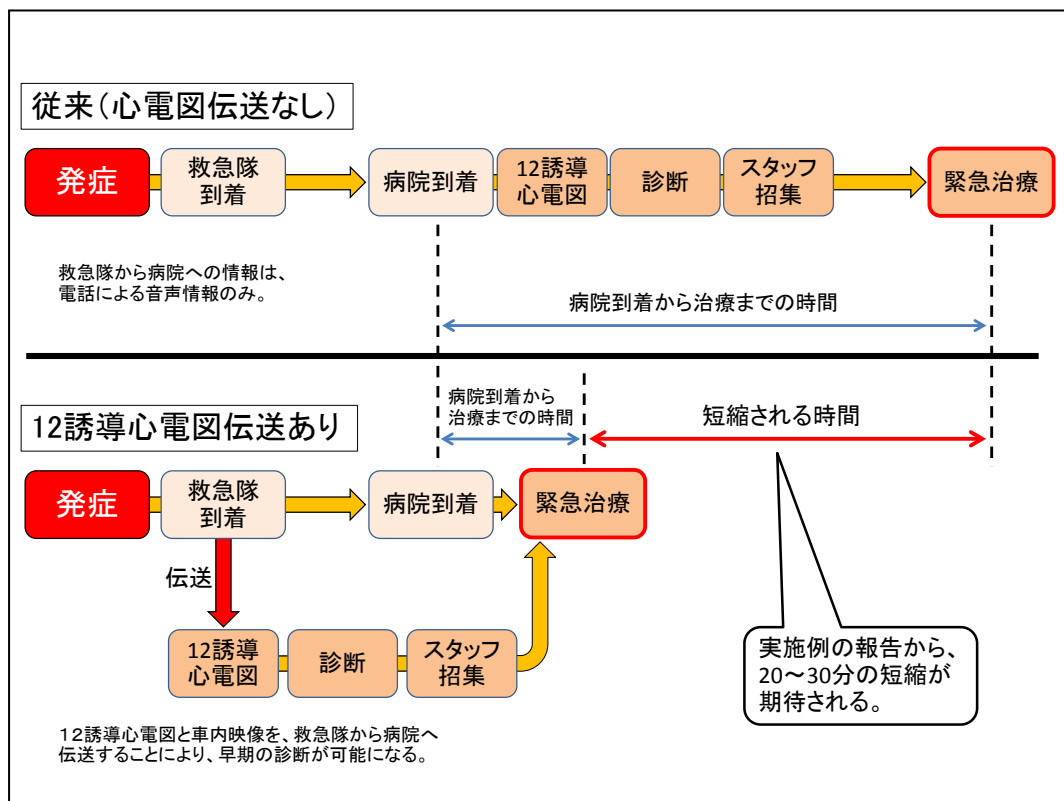 従来（心電図伝送なし）
発症
救急隊
到着
病院到着
12誘導
心電図
診断
スタッフ
招集
緊急治療
救急隊から病院への情報は、
電話による音声情報のみ。
病院到着から治療までの時間
12誘導心電図伝送あり
病院到着から
治療までの時間
短縮される時間
発症
救急隊
到着
病院到着
緊急治療
伝送
12誘導
心電図
診断
スタッフ
招集
実施例の報告から、
20～30分の短縮が
期待される。
１２誘導心電図と車内映像を、救急隊から病院へ
伝送することにより、早期の診断が可能になる。